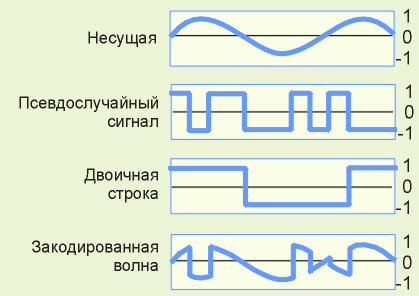 Несущая
1
0
-1
Псевдослучайный
сигнал
1
0
-1
Двоичная
строка
1
0
-1
Закодированная
волна
1
0
-1